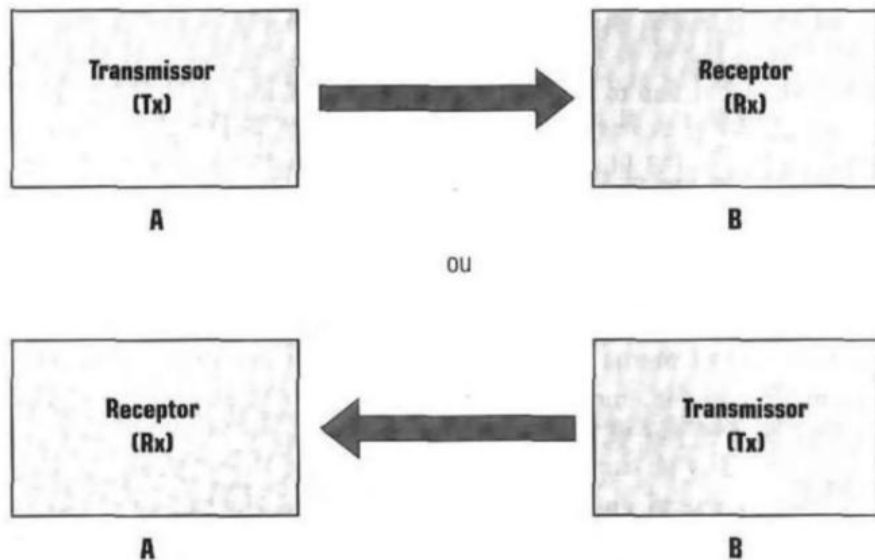 Transmissor
(Tx)
Receptor
(Rx)
A
B
ou
Receptor
(Rx)
Transmissor
(Tx)
A
B